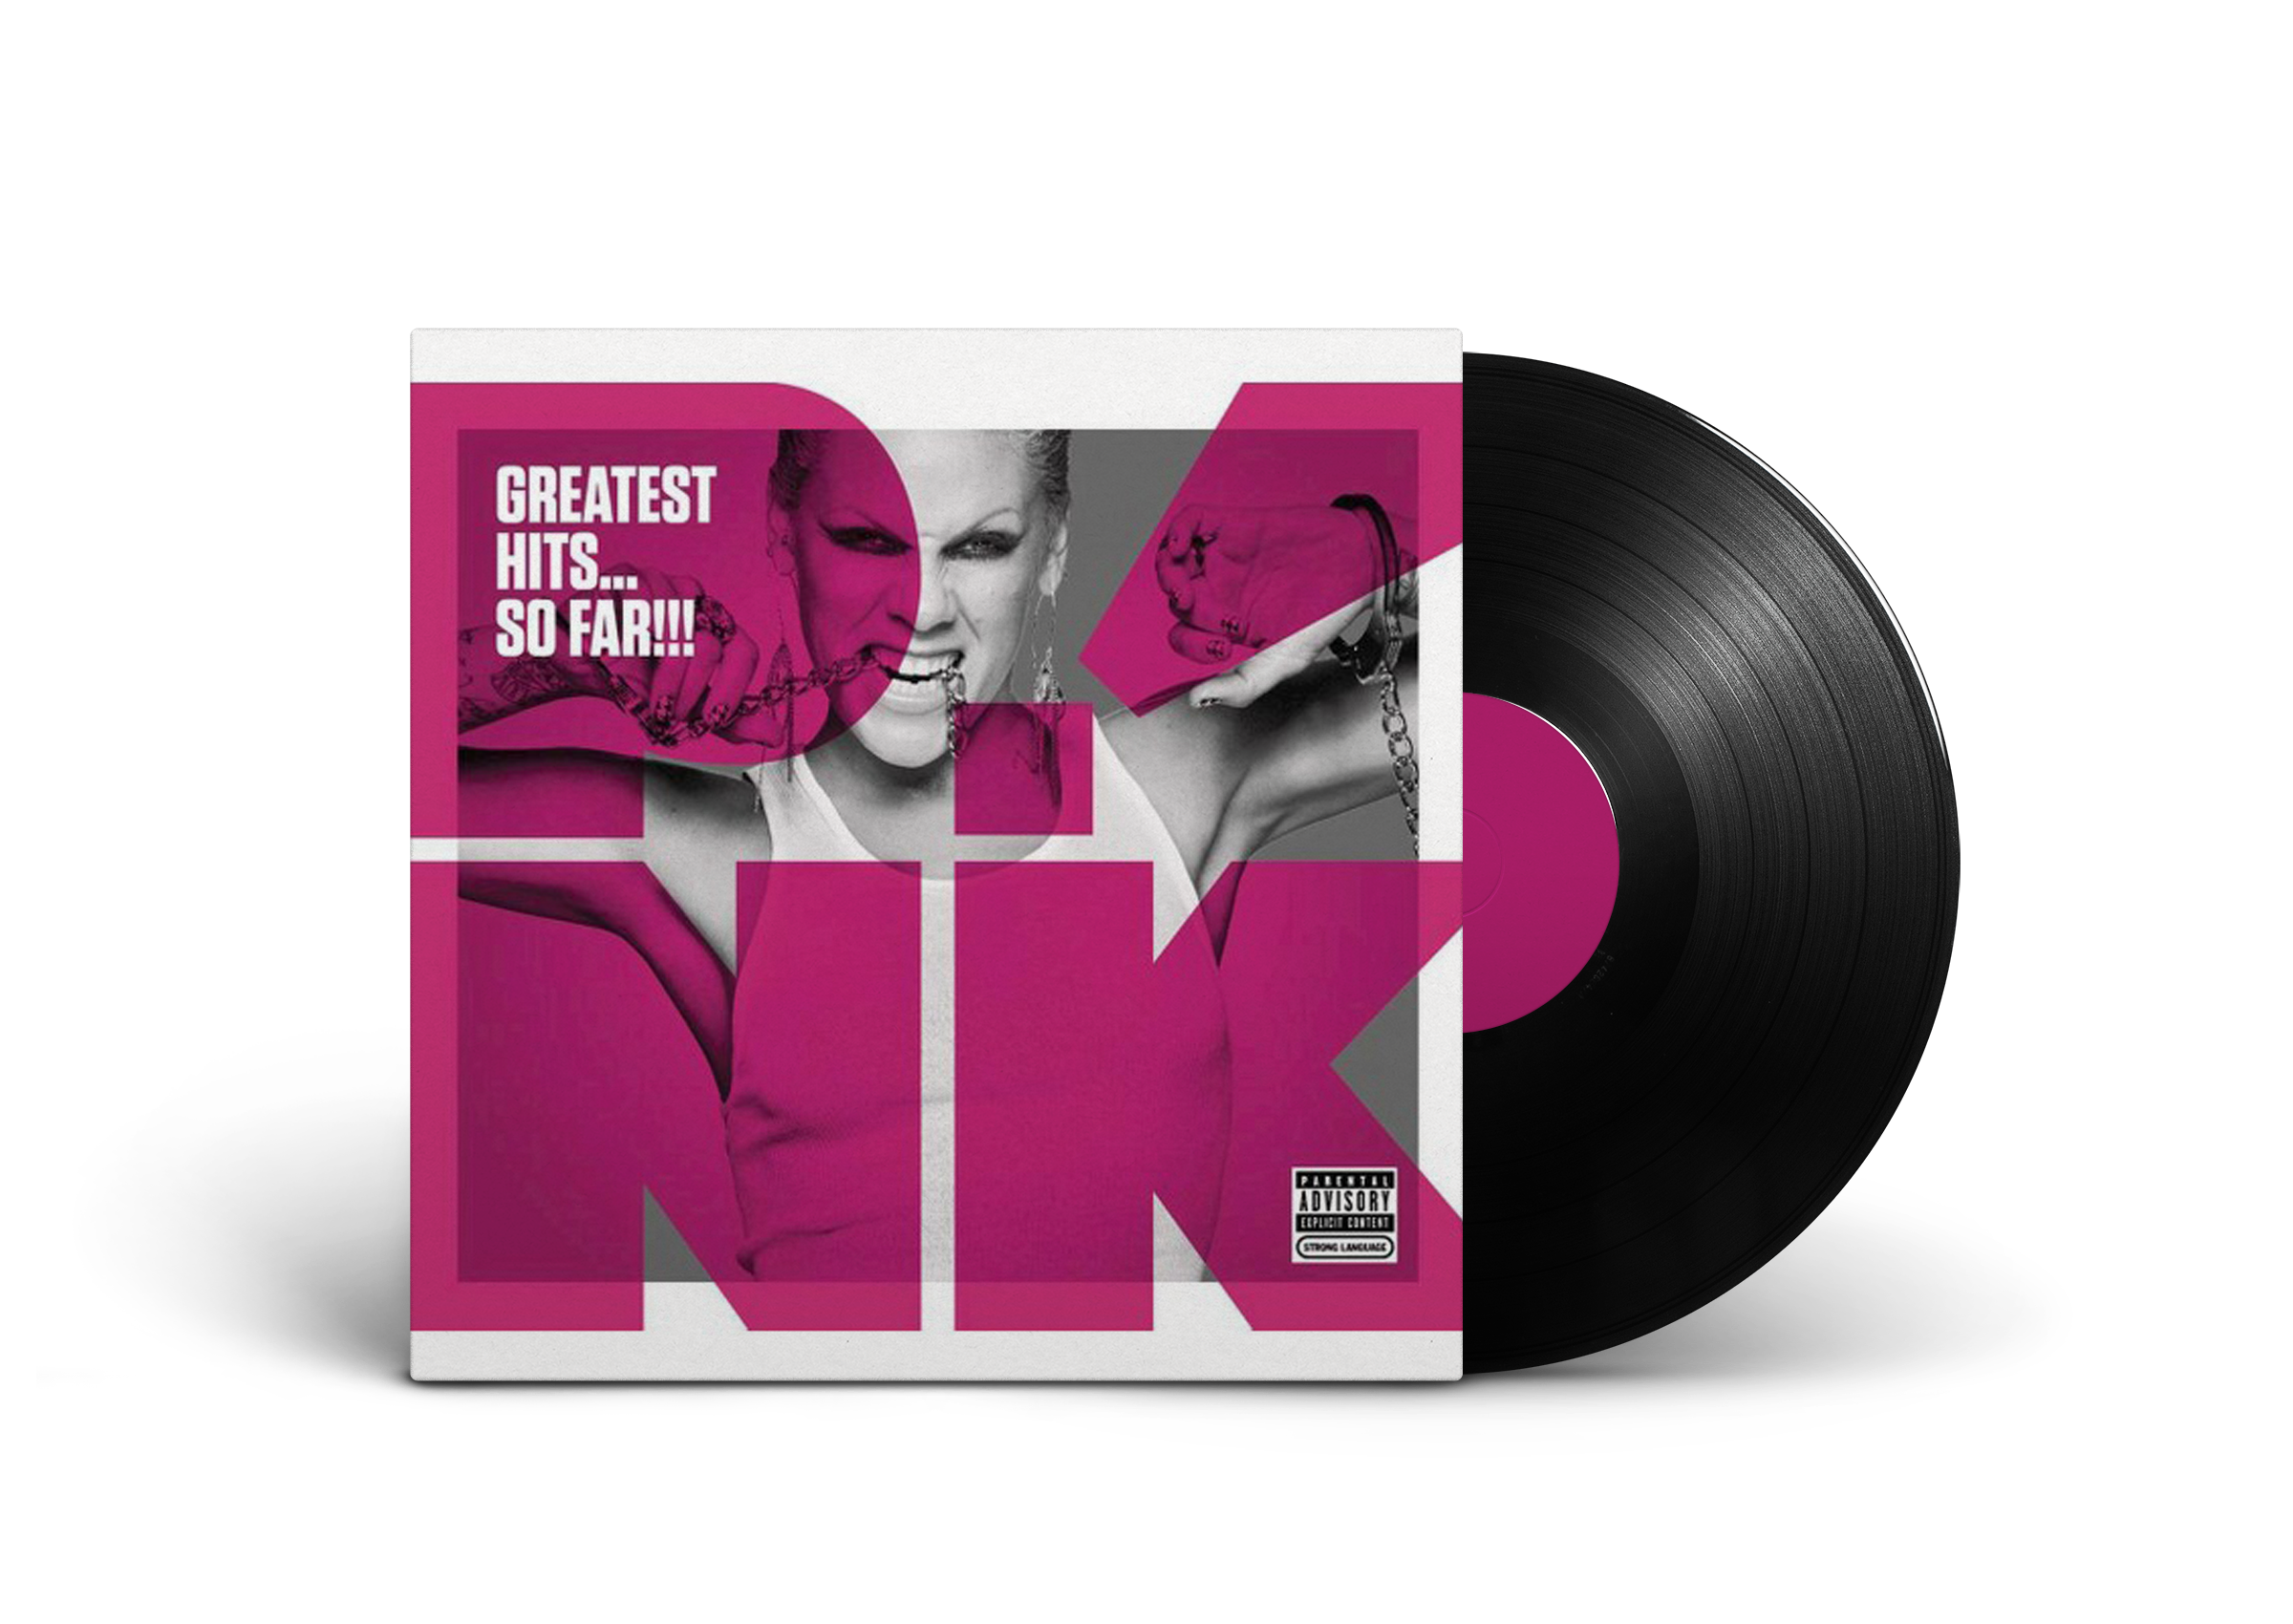 GREATEST
HITS...
SO FAR!!!
P!NK
PARENTAL
ADVISORY
EXPLICIT CONTENT
STRONG LANGUAGE